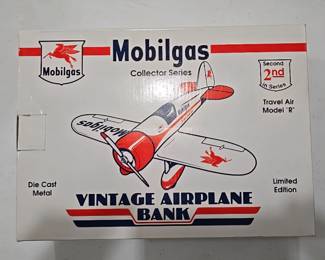 Mobilgas
Mobilgas
Collector Series
Second
2nd
In Series
Travel Air
Model "R"
Mobilgas
Die Cast
Metal
Limited
Edition
VINTAGE AIRPLANE
BANK